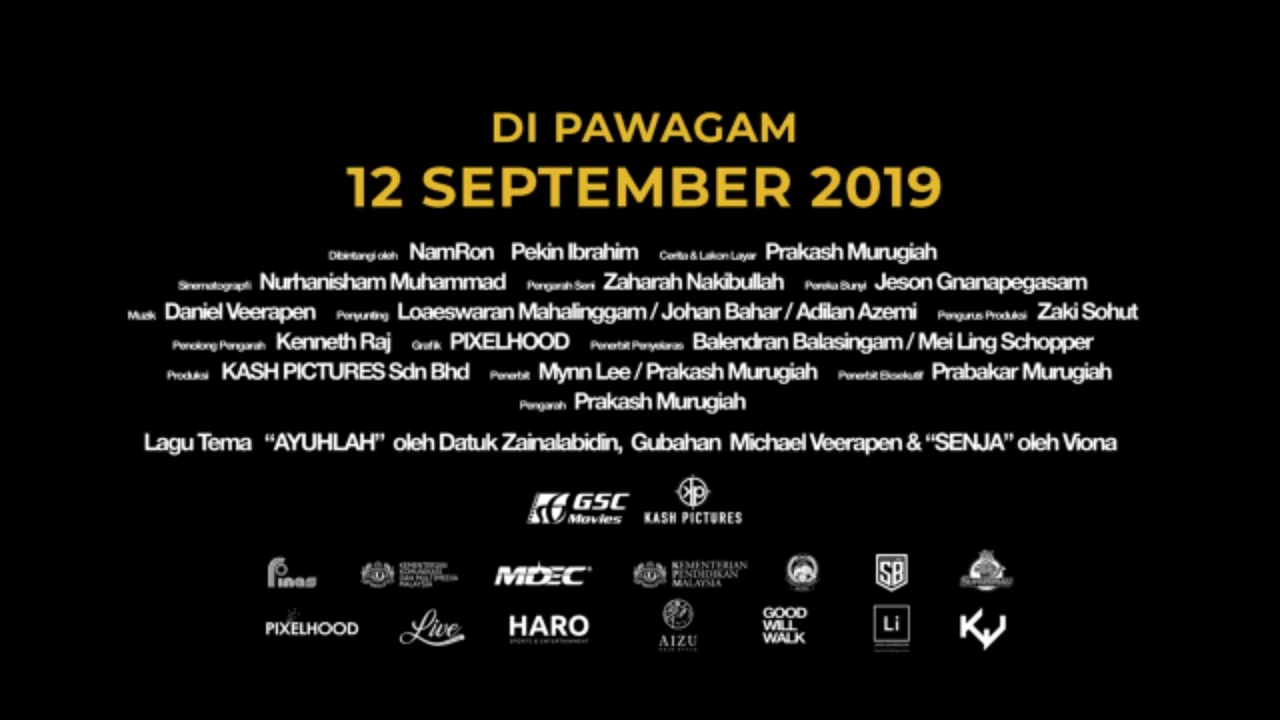 DI PAWAGAM
12 SEPTEMBER 2019
Dibintangi oleh NamRon Pekin Ibrahim Cerita & Lakon Layar Prakash Murugiah
Sinematografi Nurhanisham Muhammad Pengarah Seni Zaharah Nakibullah Pereka Bunyi Jeson Gnanapegasam
Muzik Daniel Veerapen Penyunting Loaeswaran Mahalinggam / Johan Bahar / Adilan Azemi Pengurus Produksi Zaki Sohut
Penolong Pengarah Kenneth Raj Grafik PIXELHOOD Penerbit Penyelaras Balendran Balasingam / Mei Ling Schopper
Produksi KASH PICTURES Sdn Bhd Penerbit Mynn Lee / Prakash Murugiah Penerbit Eksekutif Prabakar Murugiah
Pengarah Prakash Murugiah
Lagu Tema “AYUHLAH” oleh Datuk Zainalabidin, Gubahan Michael Veerapen & “SENJA” oleh Viona
GSC Movies KASH PICTURES
Finas KEMENTERIAN KOMUNIKASI DAN MULTIMEDIA MALAYSIA MDEC KEMENTERIAN PENDIDIKAN MALAYSIA SB
PIXELHOOD Live HARO SPORTS & ENTERTAINMENT AIZU HAIR STYLE GOOD WILL WALK Li KV